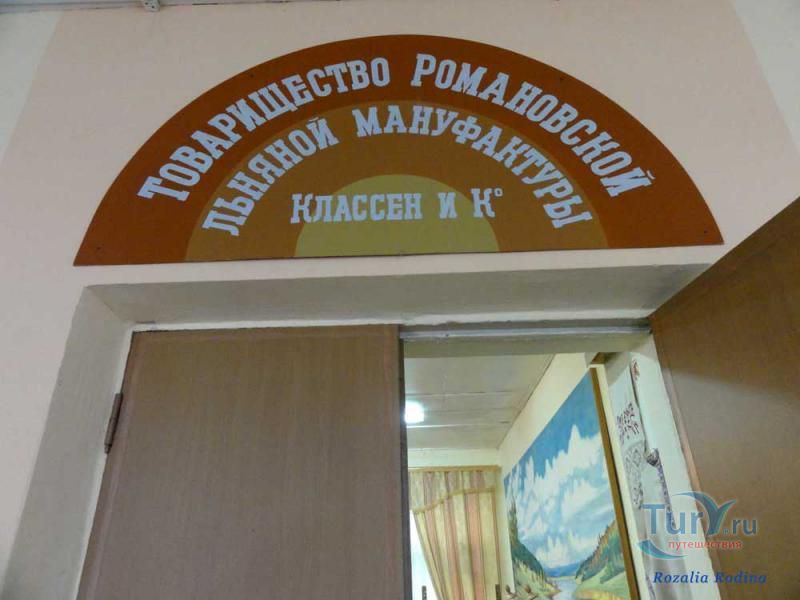 Товарищество Романовской
льняной мануфактуры
Классен и К°
Tury.ru
путешествия
Rozalia Rodina